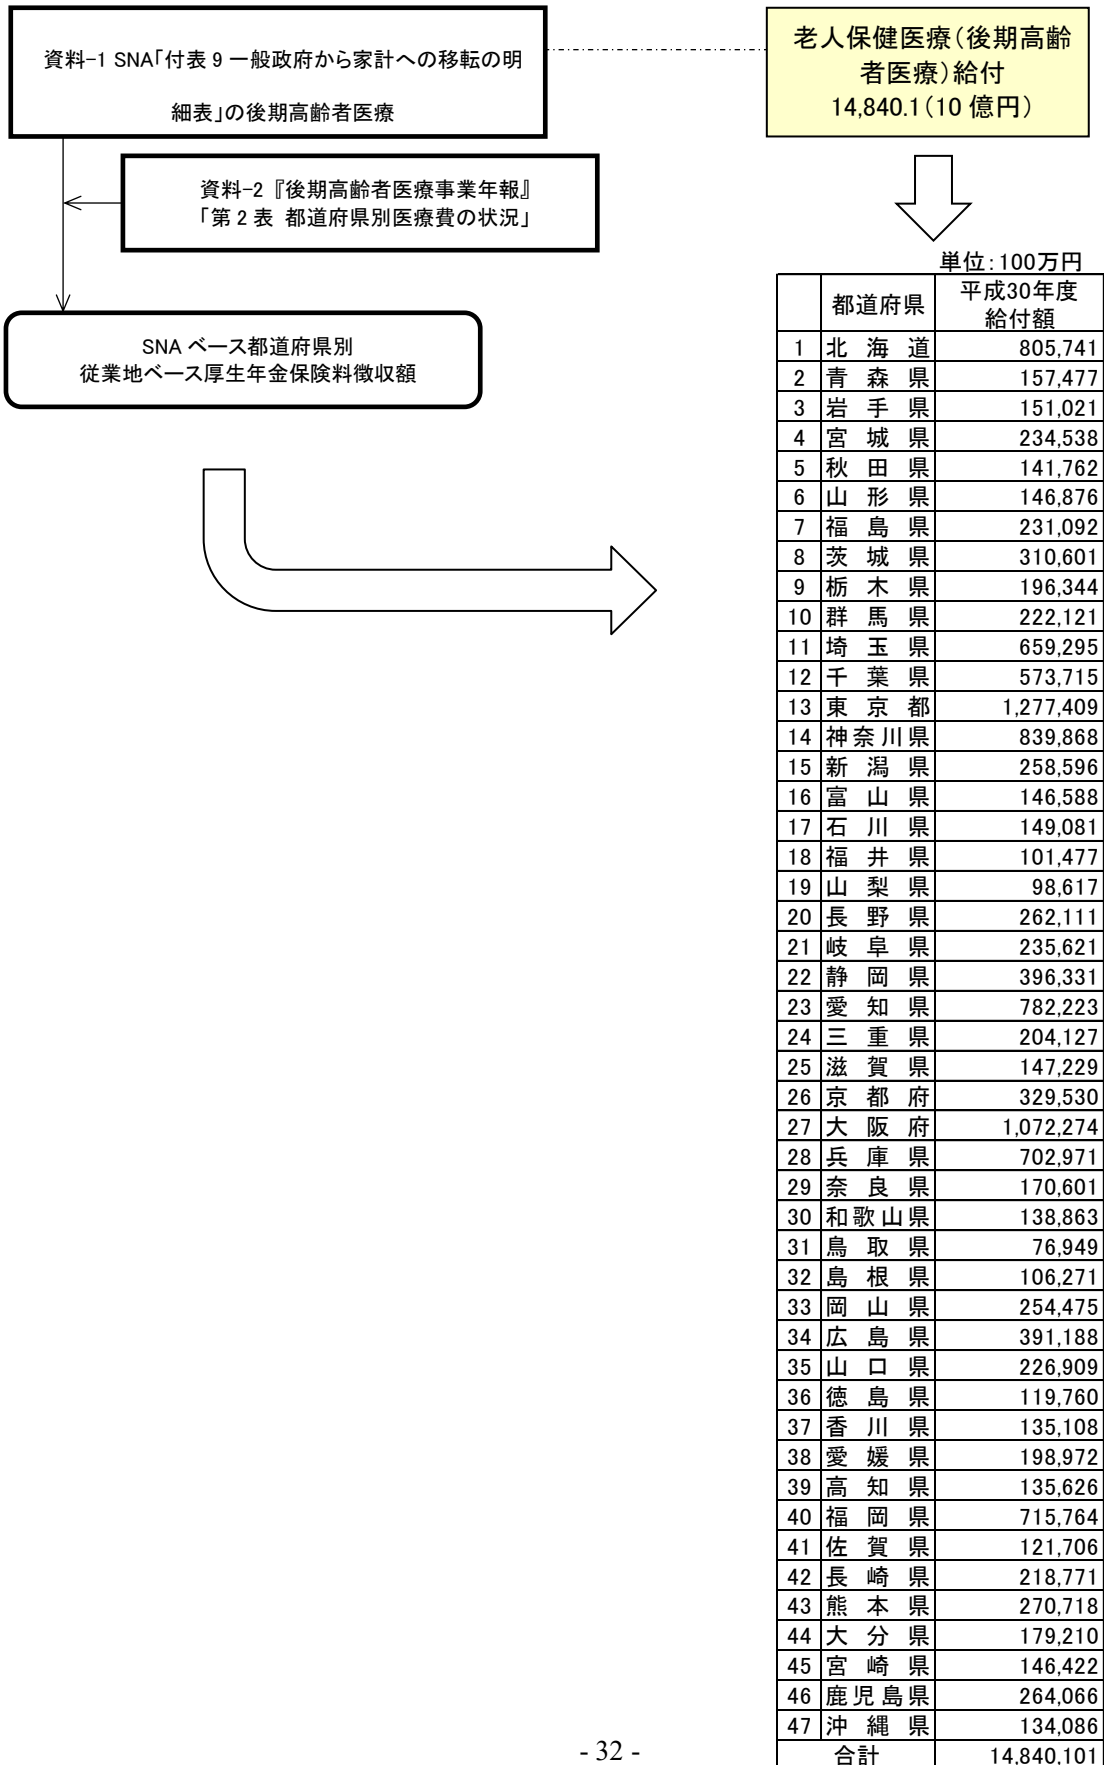 資料-1 SNA「付表 9 一般政府から家計への移転の明
細表」の後期高齢者医療
老人保健医療（後期高齢
者医療）給付
14,840.1（10 億円）
資料-2『後期高齢者医療事業年報』
「第 2 表 都道府県別医療費の状況」
SNA ベース都道府県別
従業地ベース厚生年金保険料徴収額
単位：100万円
都道府県 平成30年度
給付額
1 北海道 805,741
2 青森県 157,477
3 岩手県 151,021
4 宮城県 234,538
5 秋田県 141,762
6 山形県 146,876
7 福島県 231,092
8 茨城県 310,601
9 栃木県 196,344
10 群馬県 222,121
11 埼玉県 659,295
12 千葉県 573,715
13 東京都 1,277,409
14 神奈川県 839,868
15 新潟県 258,596
16 富山県 146,588
17 石川県 149,081
18 福井県 101,477
19 山梨県 98,617
20 長野県 262,111
21 岐阜県 235,621
22 静岡県 396,331
23 愛知県 782,223
24 三重県 204,127
25 滋賀県 147,229
26 京都府 329,530
27 大阪府 1,072,274
28 兵庫県 702,971
29 奈良県 170,601
30 和歌山県 138,863
31 鳥取県 76,949
32 島根県 106,271
33 岡山県 254,475
34 広島県 391,188
35 山口県 226,909
36 徳島県 119,760
37 香川県 135,108
38 愛媛県 198,972
39 高知県 135,626
40 福岡県 715,764
41 佐賀県 121,706
42 長崎県 218,771
43 熊本県 270,718
44 大分県 179,210
45 宮崎県 146,422
46 鹿児島県 264,066
47 沖縄県 134,086
合計 14,840,101
- 32 -